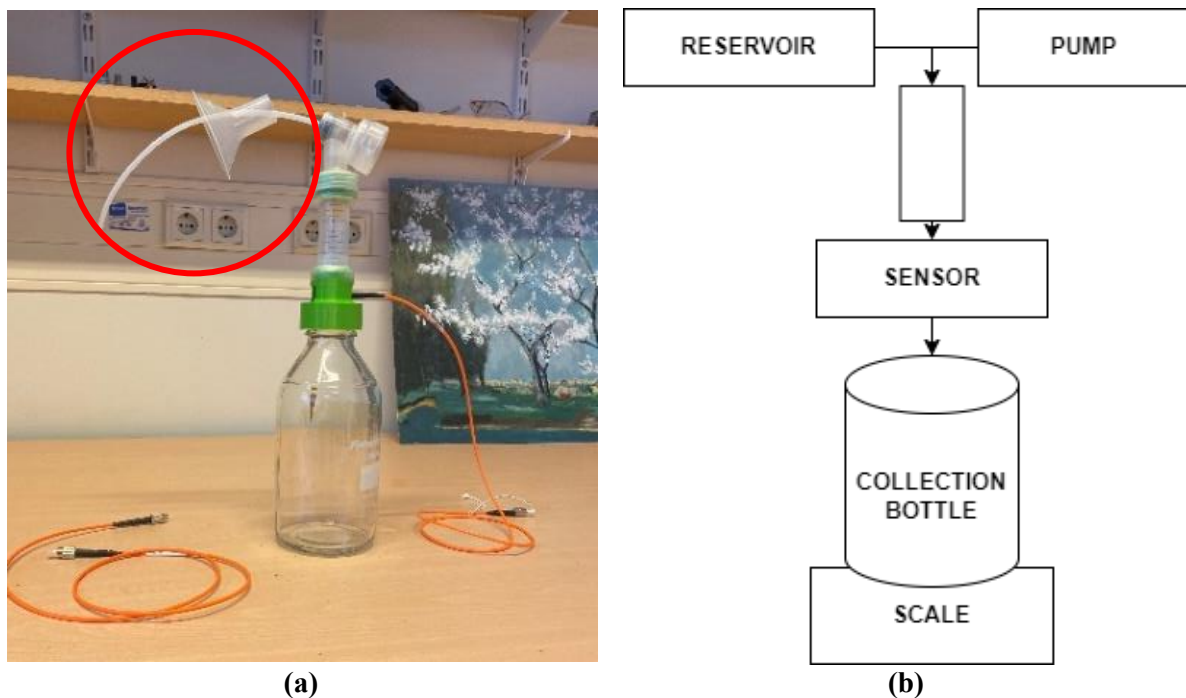 RESERVOIR
PUMP
SENSOR
COLLECTION
BOTTLE
SCALE
(a)
(b)